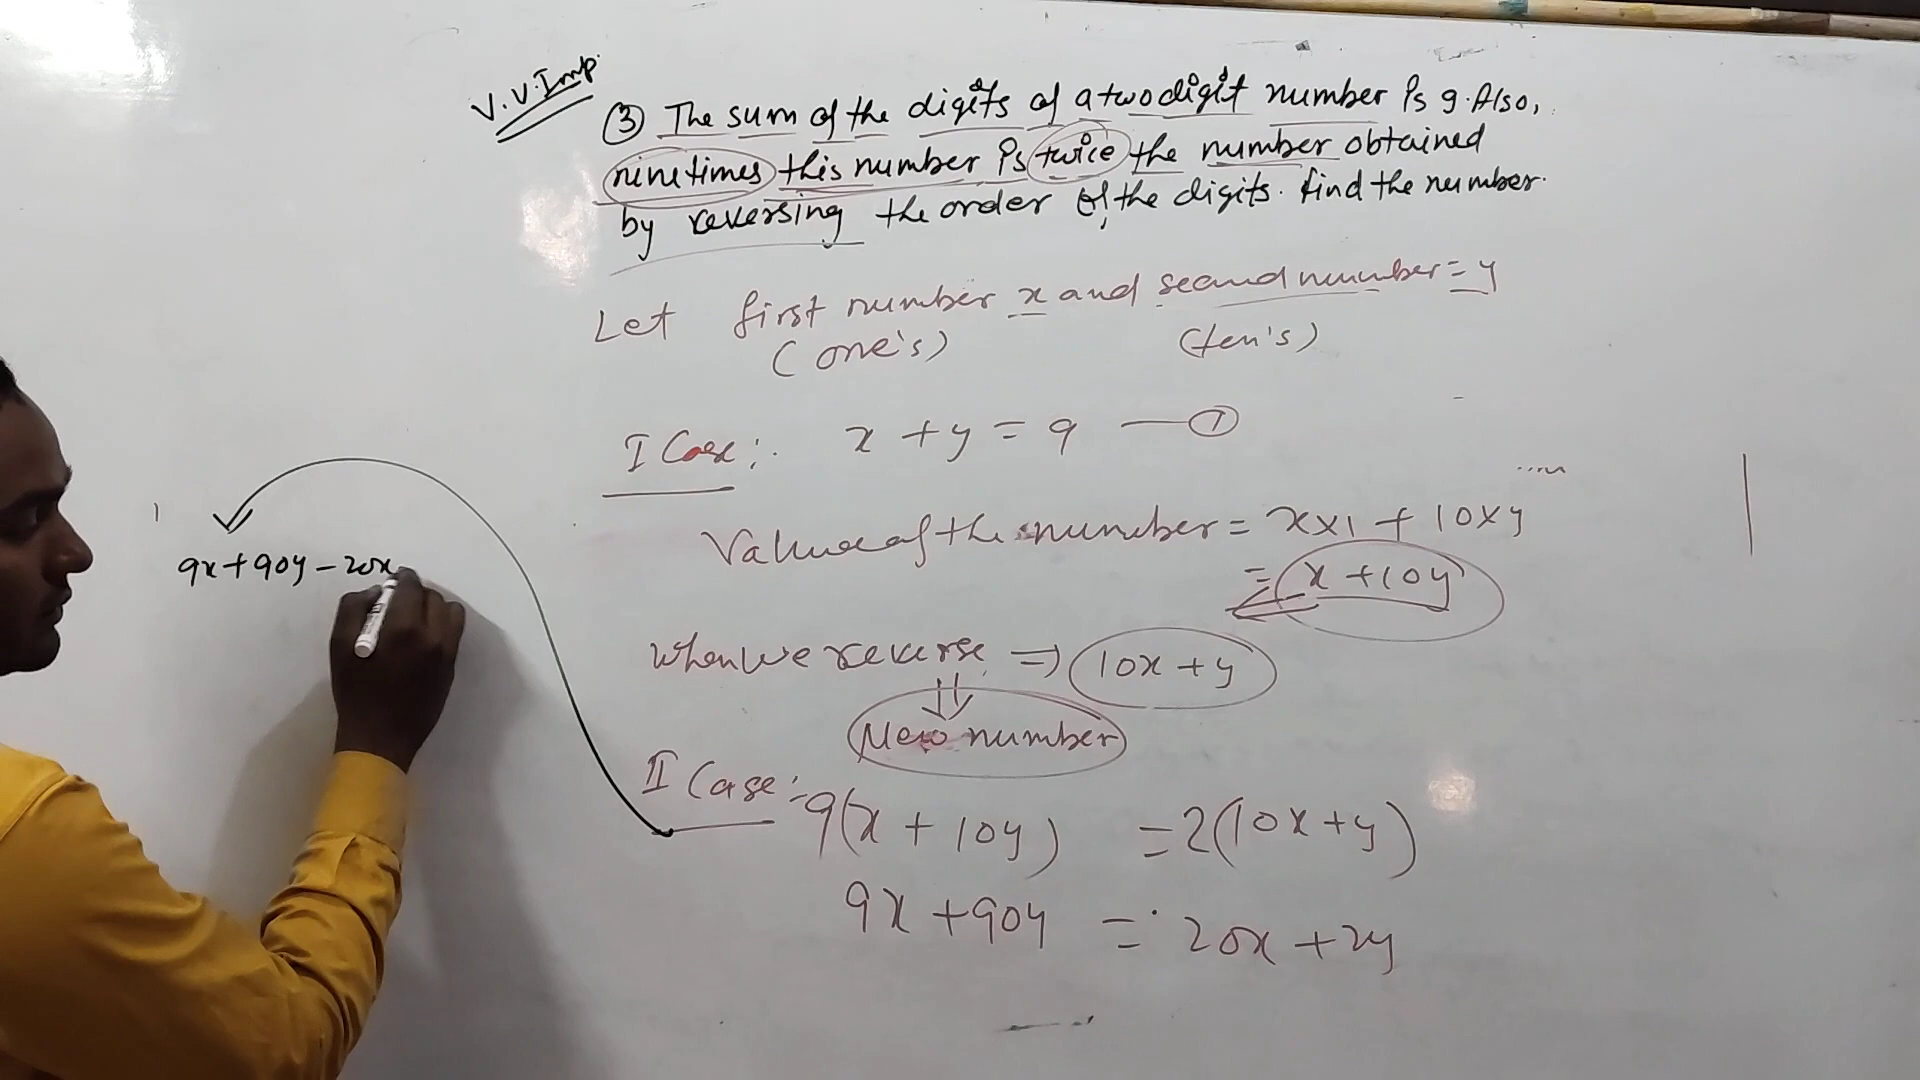 V.V.Imp.
③ The sum of the digits of a two digit number is 9. Also,
nine times this number is twice the number obtained
by reversing the order of the digits. find the number.
Let first number x and second number = y
(one's) (ten's)
I Case:. x + y = 9 — ①
Value of the number = x×1 + 10×y
= x + 10y
when we reverse => 10x + y
New number
II Case :- 9(x + 10y) = 2(10x + y)
9x + 90y = 20x + 2y
9x + 90y - 20x